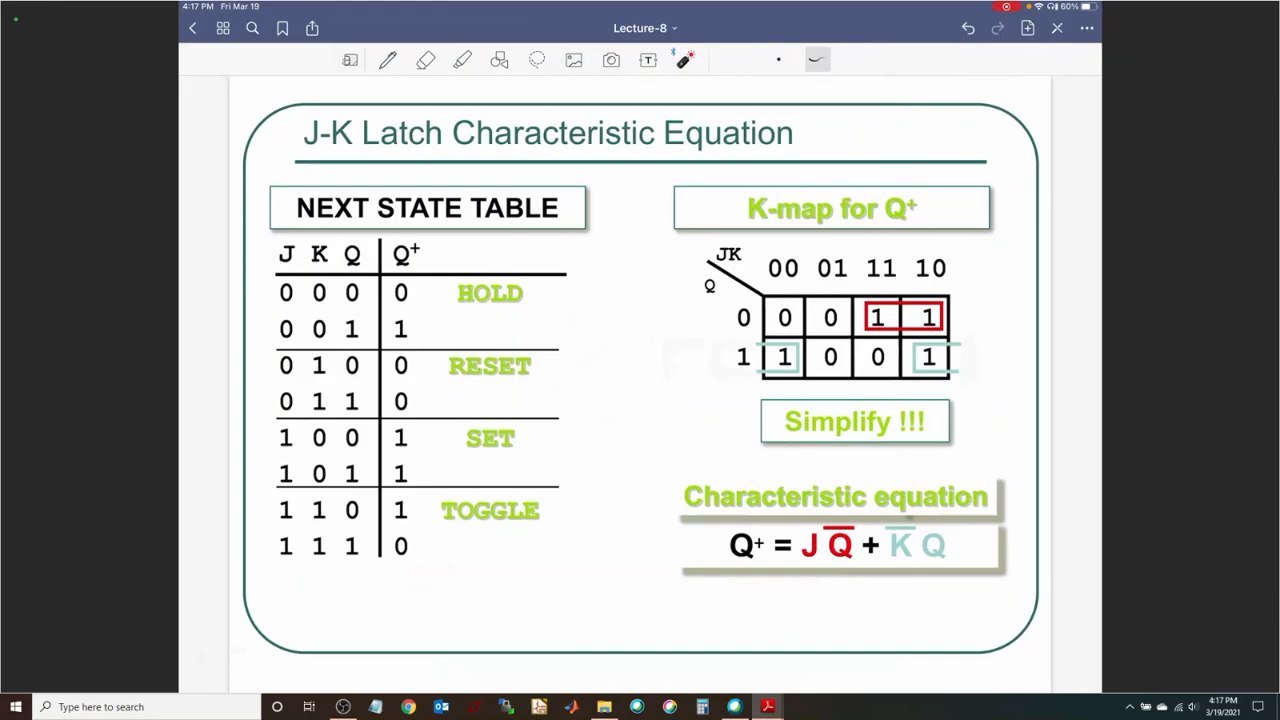 4:17 PM Fri Mar 19
60%
Lecture-8
T
J-K Latch Characteristic Equation
NEXT STATE TABLE
J K Q Q+
0 0 0 0 HOLD
0 0 1 1
0 1 0 0 RESET
0 1 1 0
1 0 0 1 SET
1 0 1 1
1 1 0 1 TOGGLE
1 1 1 0
K-map for Q+
JK
00 01 11 10
Q
0 0 0 1 1
1 1 0 0 1
Simplify !!!
Characteristic equation
Q+ = J Q̅ + K̅ Q
Type here to search
4:17 PM
3/19/2021